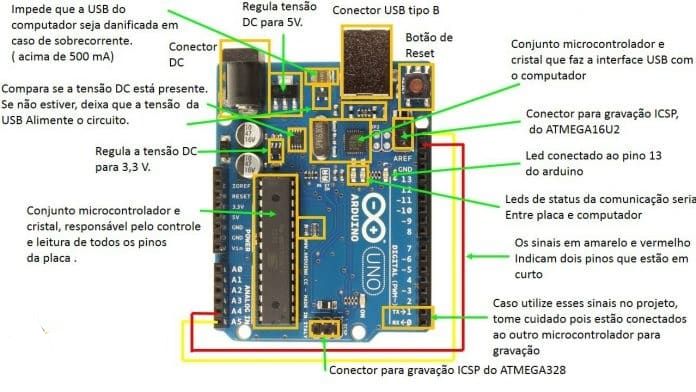 Impede que a USB do
computador seja danificada em
caso de sobrecorrente.
( acima de 500 mA)
Regula tensão
DC para 5V.
Conector USB tipo B
Conector
DC
Botão de
Reset
Conjunto microcontrolador e
cristal que faz a interface USB com
o computador
Compara se a tensão DC está presente.
Se não estiver, deixa que a tensão da
USB Alimente o circuito.
Conector para gravação ICSP,
do ATMEGA16U2
Regula a tensão DC
para 3,3 V.
Led conectado ao pino 13
do arduino
Leds de status da comunicação seria
Entre placa e computador
Conjunto microcontrolador e
cristal, responsável pelo controle
e leitura de todos os pinos
da placa .
Os sinais em amarelo e vermelho
Indicam dois pinos que estão em
curto
Caso utilize esses sinais no projeto,
tome cuidado pois estão conectados
ao outro microcontrolador para
gravação
Conector para gravação ICSP do ATMEGA328
IOREF
RESET
3.3V
5V
GND
GND
Vin
POWER
A0
A1
A2
A3
A4
A5
ANALOG IN
AREF
GND
13
12
~11
~10
~9
8
7
~6
~5
4
~3
2
TX→1
RX←0
DIGITAL (PWM~)
ARDUINO
UNO
ON
L
ICSP